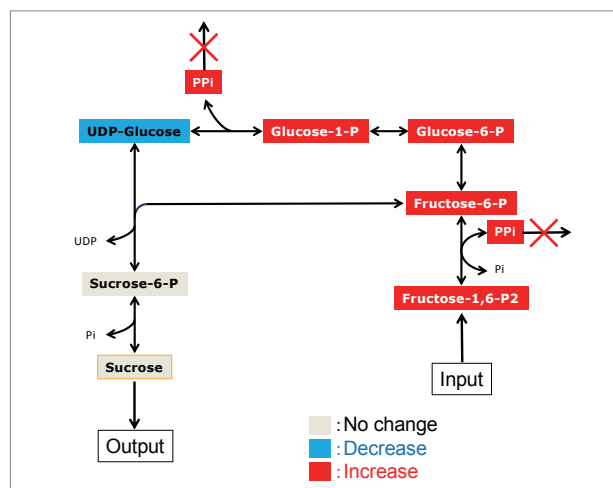 PPi
UDP-Glucose
Glucose-1-P
Glucose-6-P
Fructose-6-P
PPi
UDP
Pi
Sucrose-6-P
Fructose-1,6-P2
Pi
Sucrose
Input
Output
: No change
: Decrease
: Increase